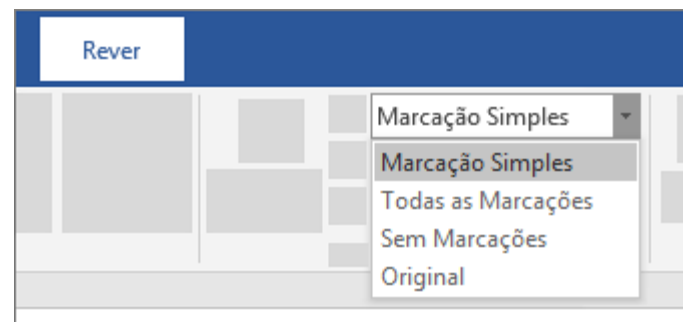 Rever
Marcação Simples
Marcação Simples
Todas as Marcações
Sem Marcações
Original